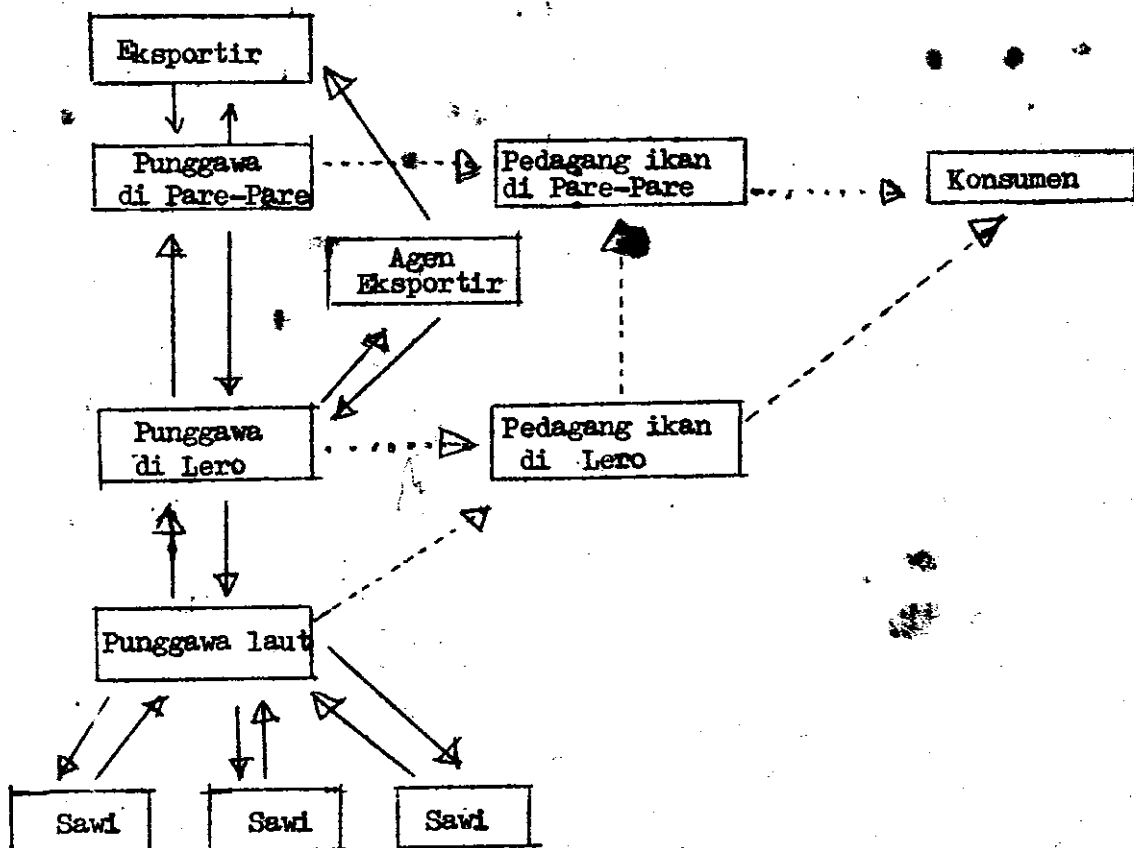 Eksportir
Punggawa
di Pare-Pare
Pedagang ikan
di Pare-Pare
Konsumen
Agen
Eksportir
Punggawa
di Lero
Pedagang ikan
di Lero
Punggawa laut
Sawi
Sawi
Sawi